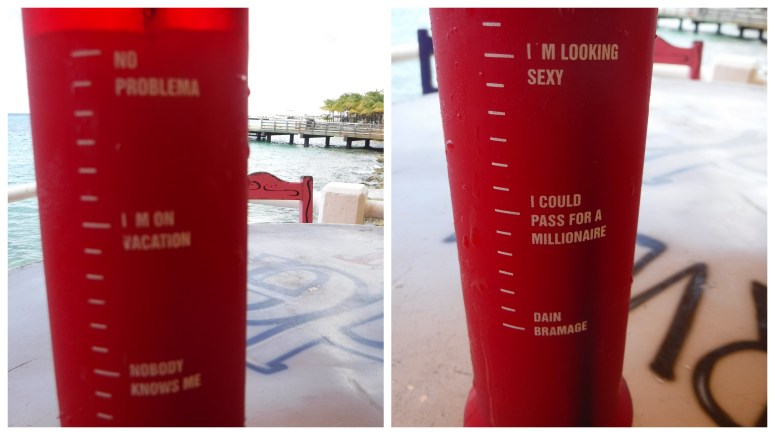 NO
PROBLEMA
I´M ON
VACATION
NOBODY
KNOWS ME
I´M LOOKING
SEXY
I COULD
PASS FOR A
MILLIONAIRE
DAIN
BRAMAGE